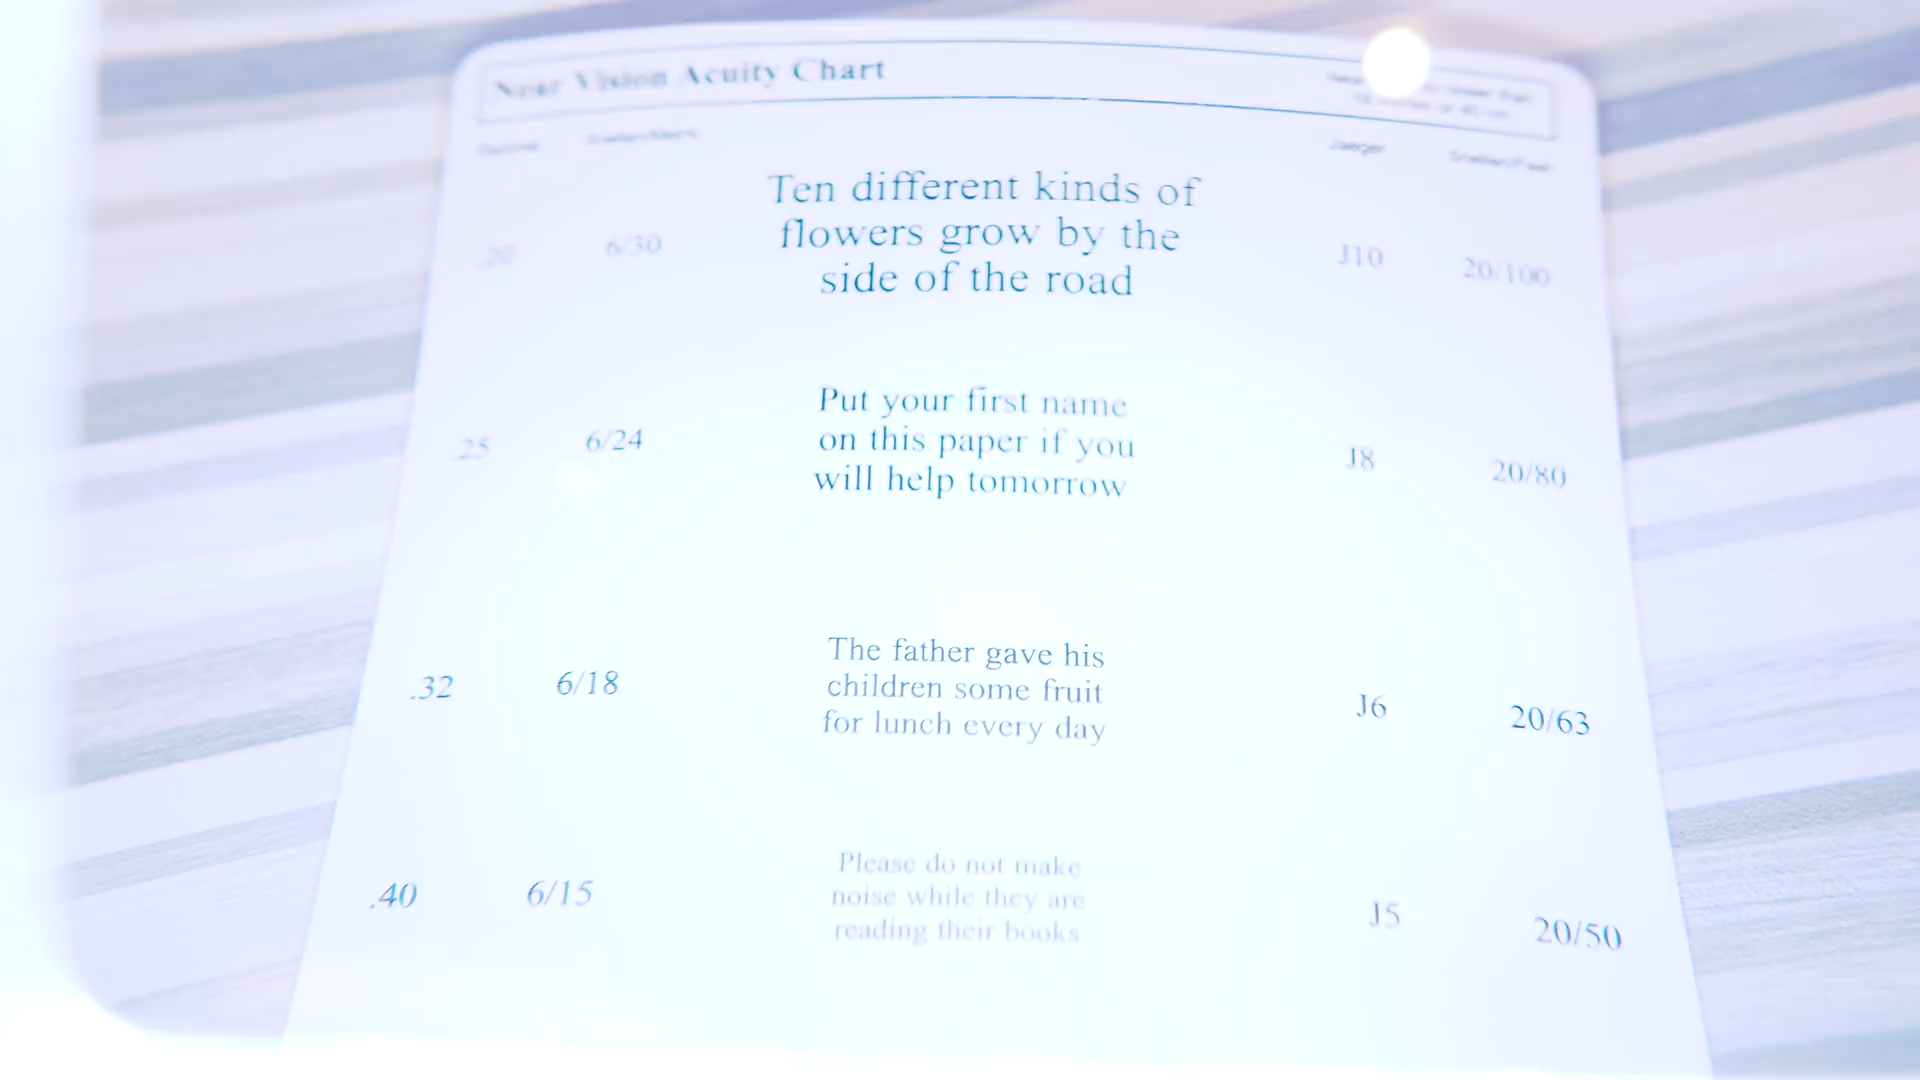 Near Vision Acuity Chart
Jaeger
Ten different kinds of
flowers grow by the
side of the road
.20 6/30 J10 20/100
Put your first name
on this paper if you
will help tomorrow
.25 6/24 J8 20/80
The father gave his
children some fruit
for lunch every day
.32 6/18 J6 20/63
Please do not make
noise while they are
reading their books
.40 6/15 J5 20/50